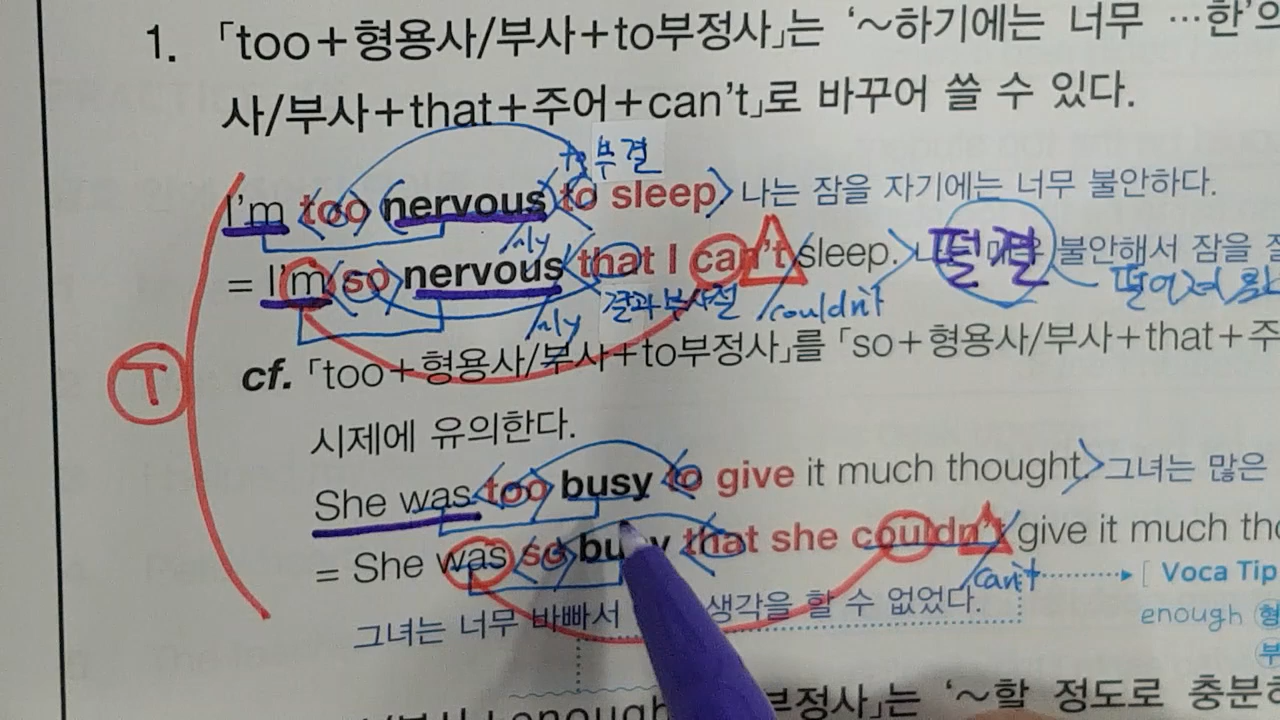 1. 「too+형용사/부사+to부정사」는 '~하기에는 너무 …한'의
사/부사+that+주어+can't」로 바꾸어 쓸 수 있다.
to부결
I'm too nervous to sleep 나는 잠을 자기에는 너무 불안하다.
/nly
= I'm so nervous that I can't sleep. 떨결 불안해서 잠을
/nly 결과부사절 /couldn't 떨어져
T
cf. 「too+형용사/부사+to부정사」를 「so+형용사/부사+that+주
시제에 유의한다.
She was too busy to give it much thought. 그녀는 많은
= She was so busy that she couldn't give it much
can't [ Voca Tip
그녀는 너무 바빠서 생각을 할 수 없었다.
enough 형
부
부정사」는 '~할 정도로